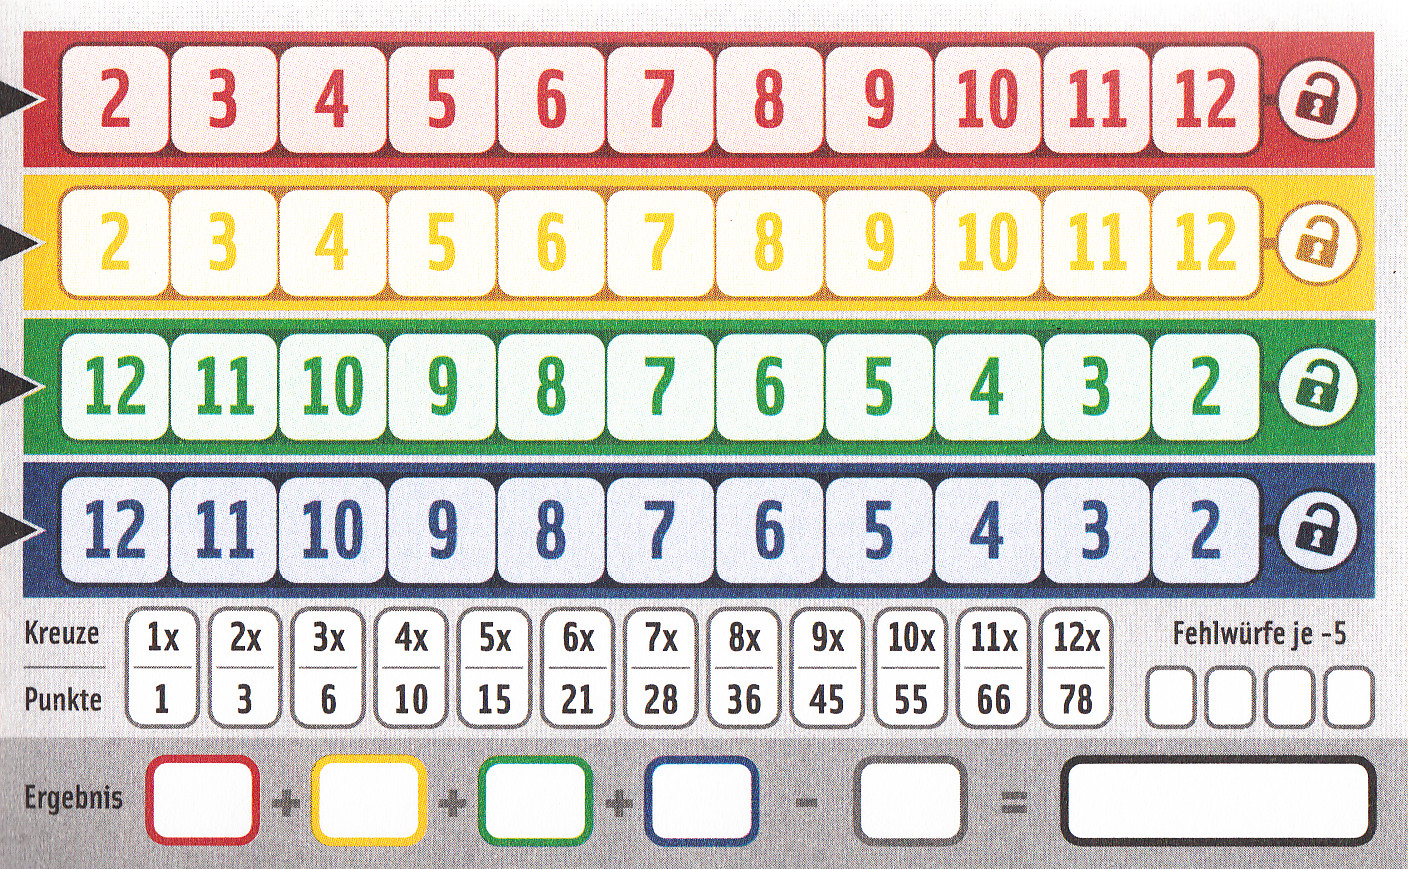 2 3 4 5 6 7 8 9 10 11 12
2 3 4 5 6 7 8 9 10 11 12
12 11 10 9 8 7 6 5 4 3 2
12 11 10 9 8 7 6 5 4 3 2
Kreuze 1x 2x 3x 4x 5x 6x 7x 8x 9x 10x 11x 12x Fehlwürfe je -5
Punkte 1 3 6 10 15 21 28 36 45 55 66 78
Ergebnis + + + - =